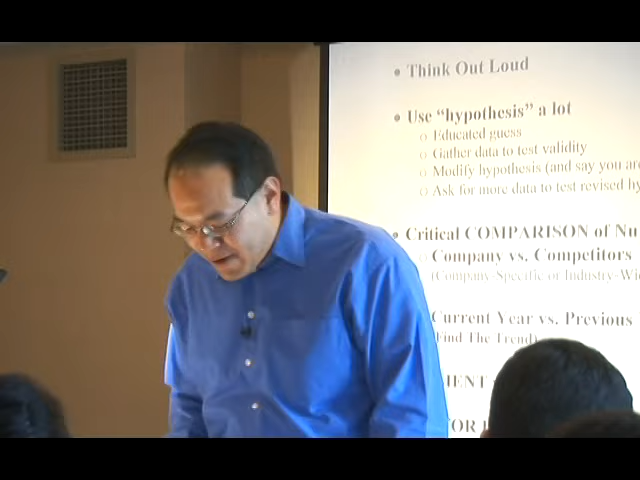 • Think Out Loud
• Use "hypothesis" a lot
○ Educated guess
○ Gather data to test validity
○ Modify hypothesis (and say you are
○ Ask for more data to test revised hy
• Critical COMPARISON of Nu
○ Company vs. Competitors
(Company-Specific or Industry-Wi
Current Year vs. Previous
Find The Trend)
MENT